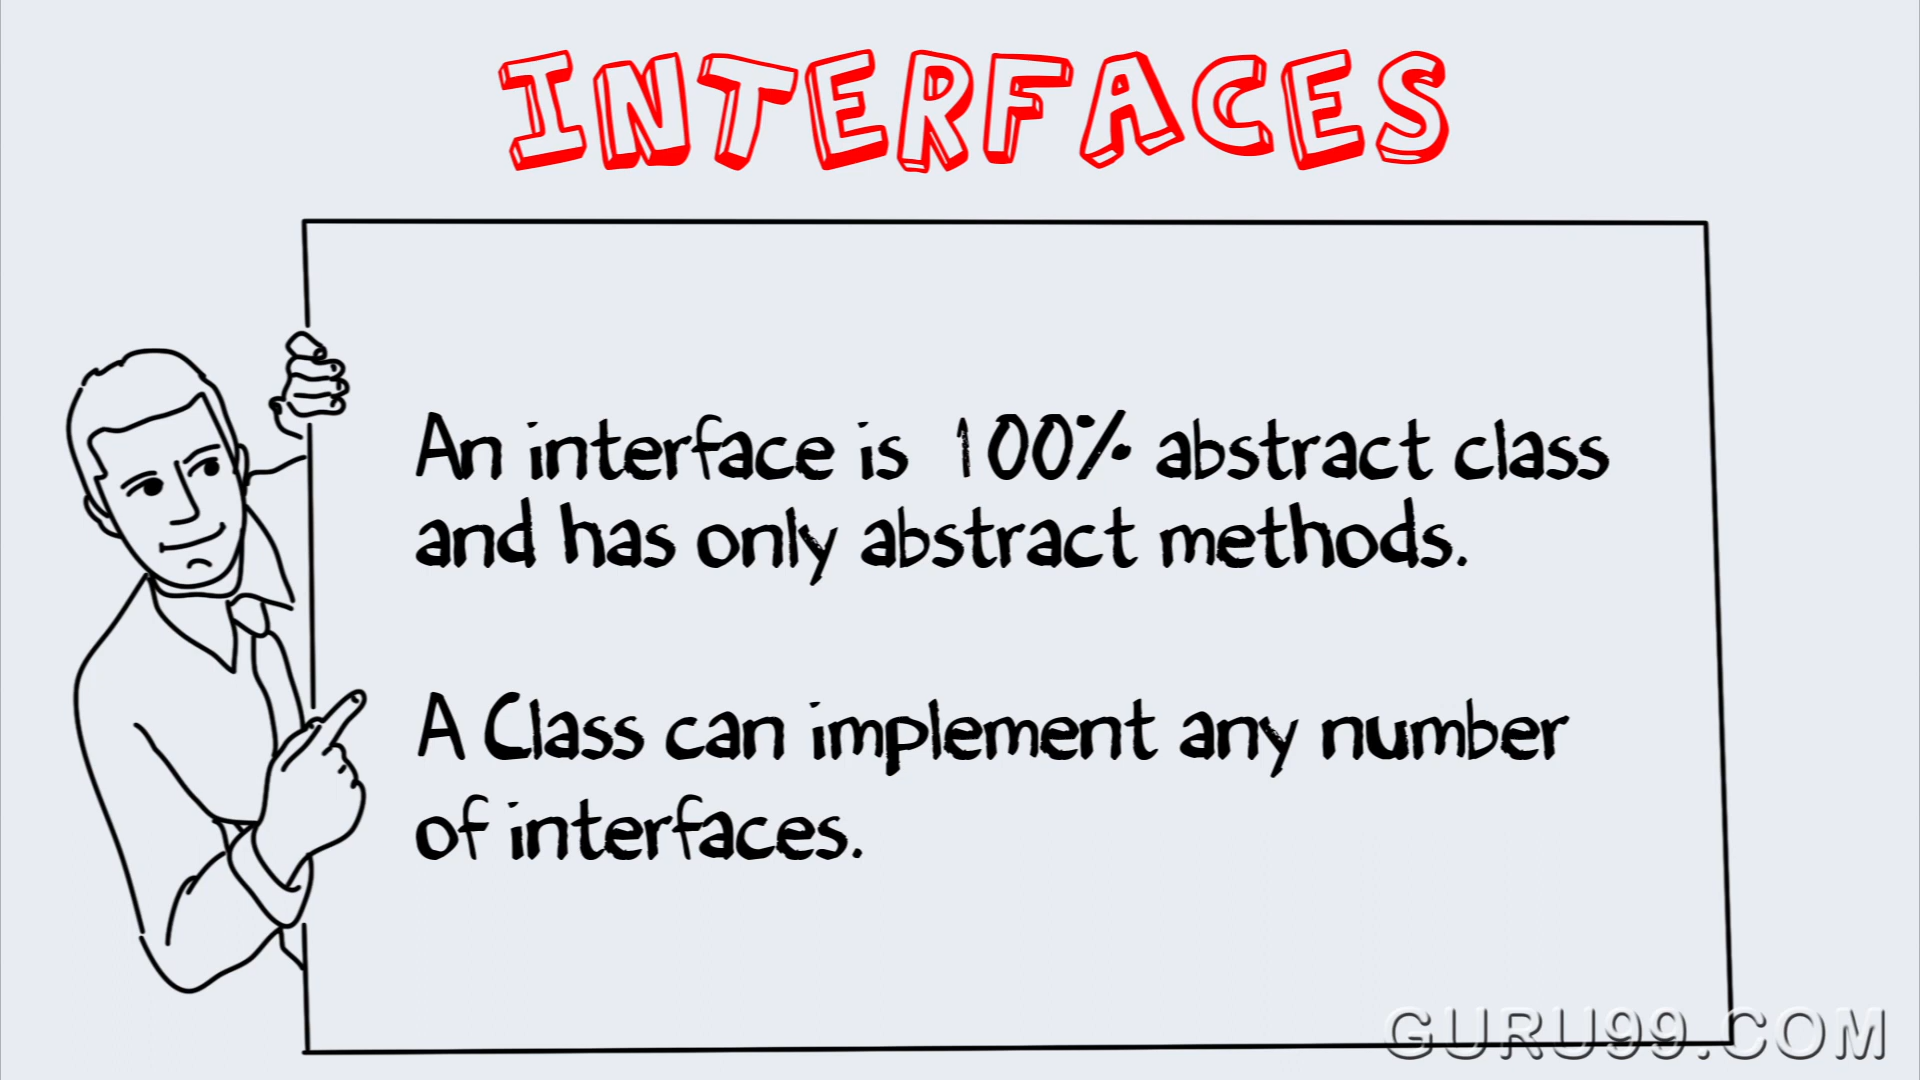 INTERFACES
An interface is 100% abstract class
and has only abstract methods.
A Class can implement any number
of interfaces.
GURU99.COM